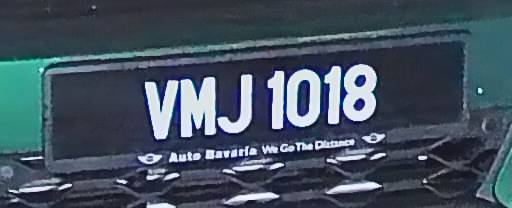 VMJ 1018
Auto Bavaria We Go The Distance